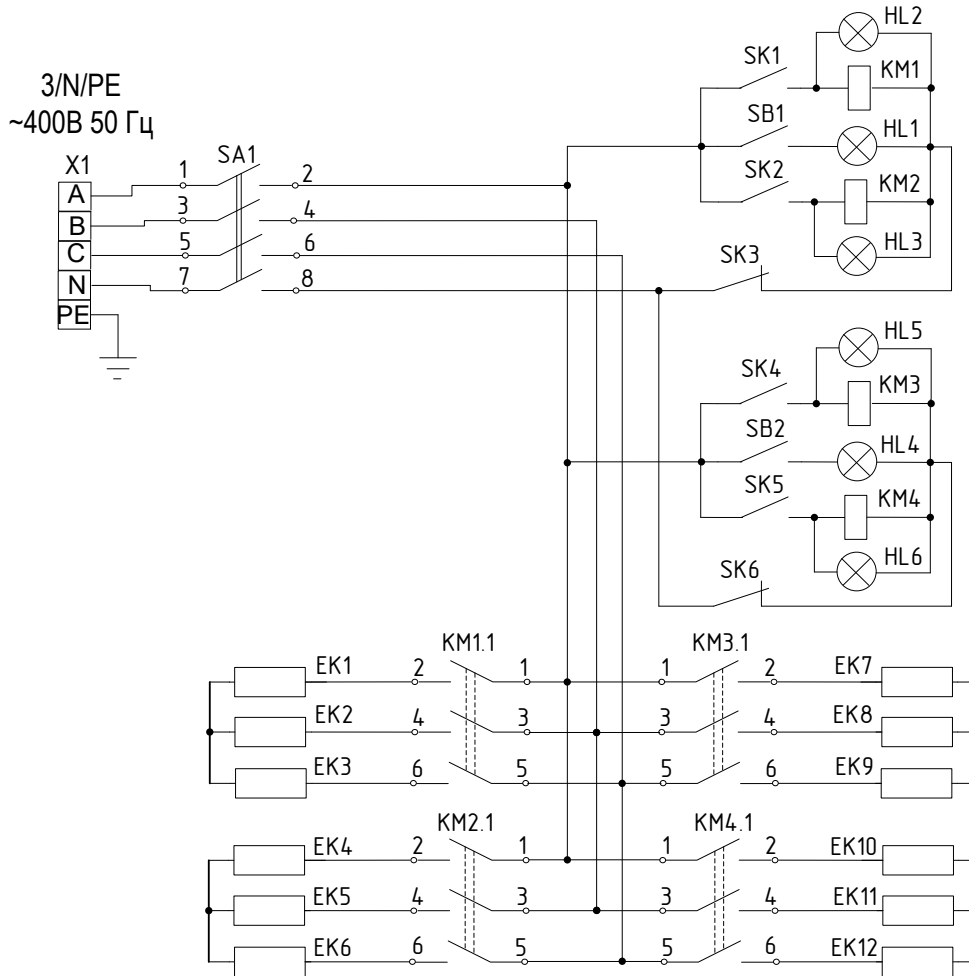 HL2
SK1
KM1
3/N/PE
~400В 50 Гц
SB1
HL1
X1
SA1
SK2
KM2
A
1
2
B
3
4
HL3
C
5
6
SK3
N
7
8
PE
HL5
SK4
KM3
SB2
HL4
SK5
KM4
SK6
HL6
KM1.1
KM3.1
EK1 2 1 1 2 EK7
EK2 4 3 3 4 EK8
EK3 6 5 5 6 EK9
KM2.1
KM4.1
EK4 2 1 1 2 EK10
EK5 4 3 3 4 EK11
EK6 6 5 5 6 EK12